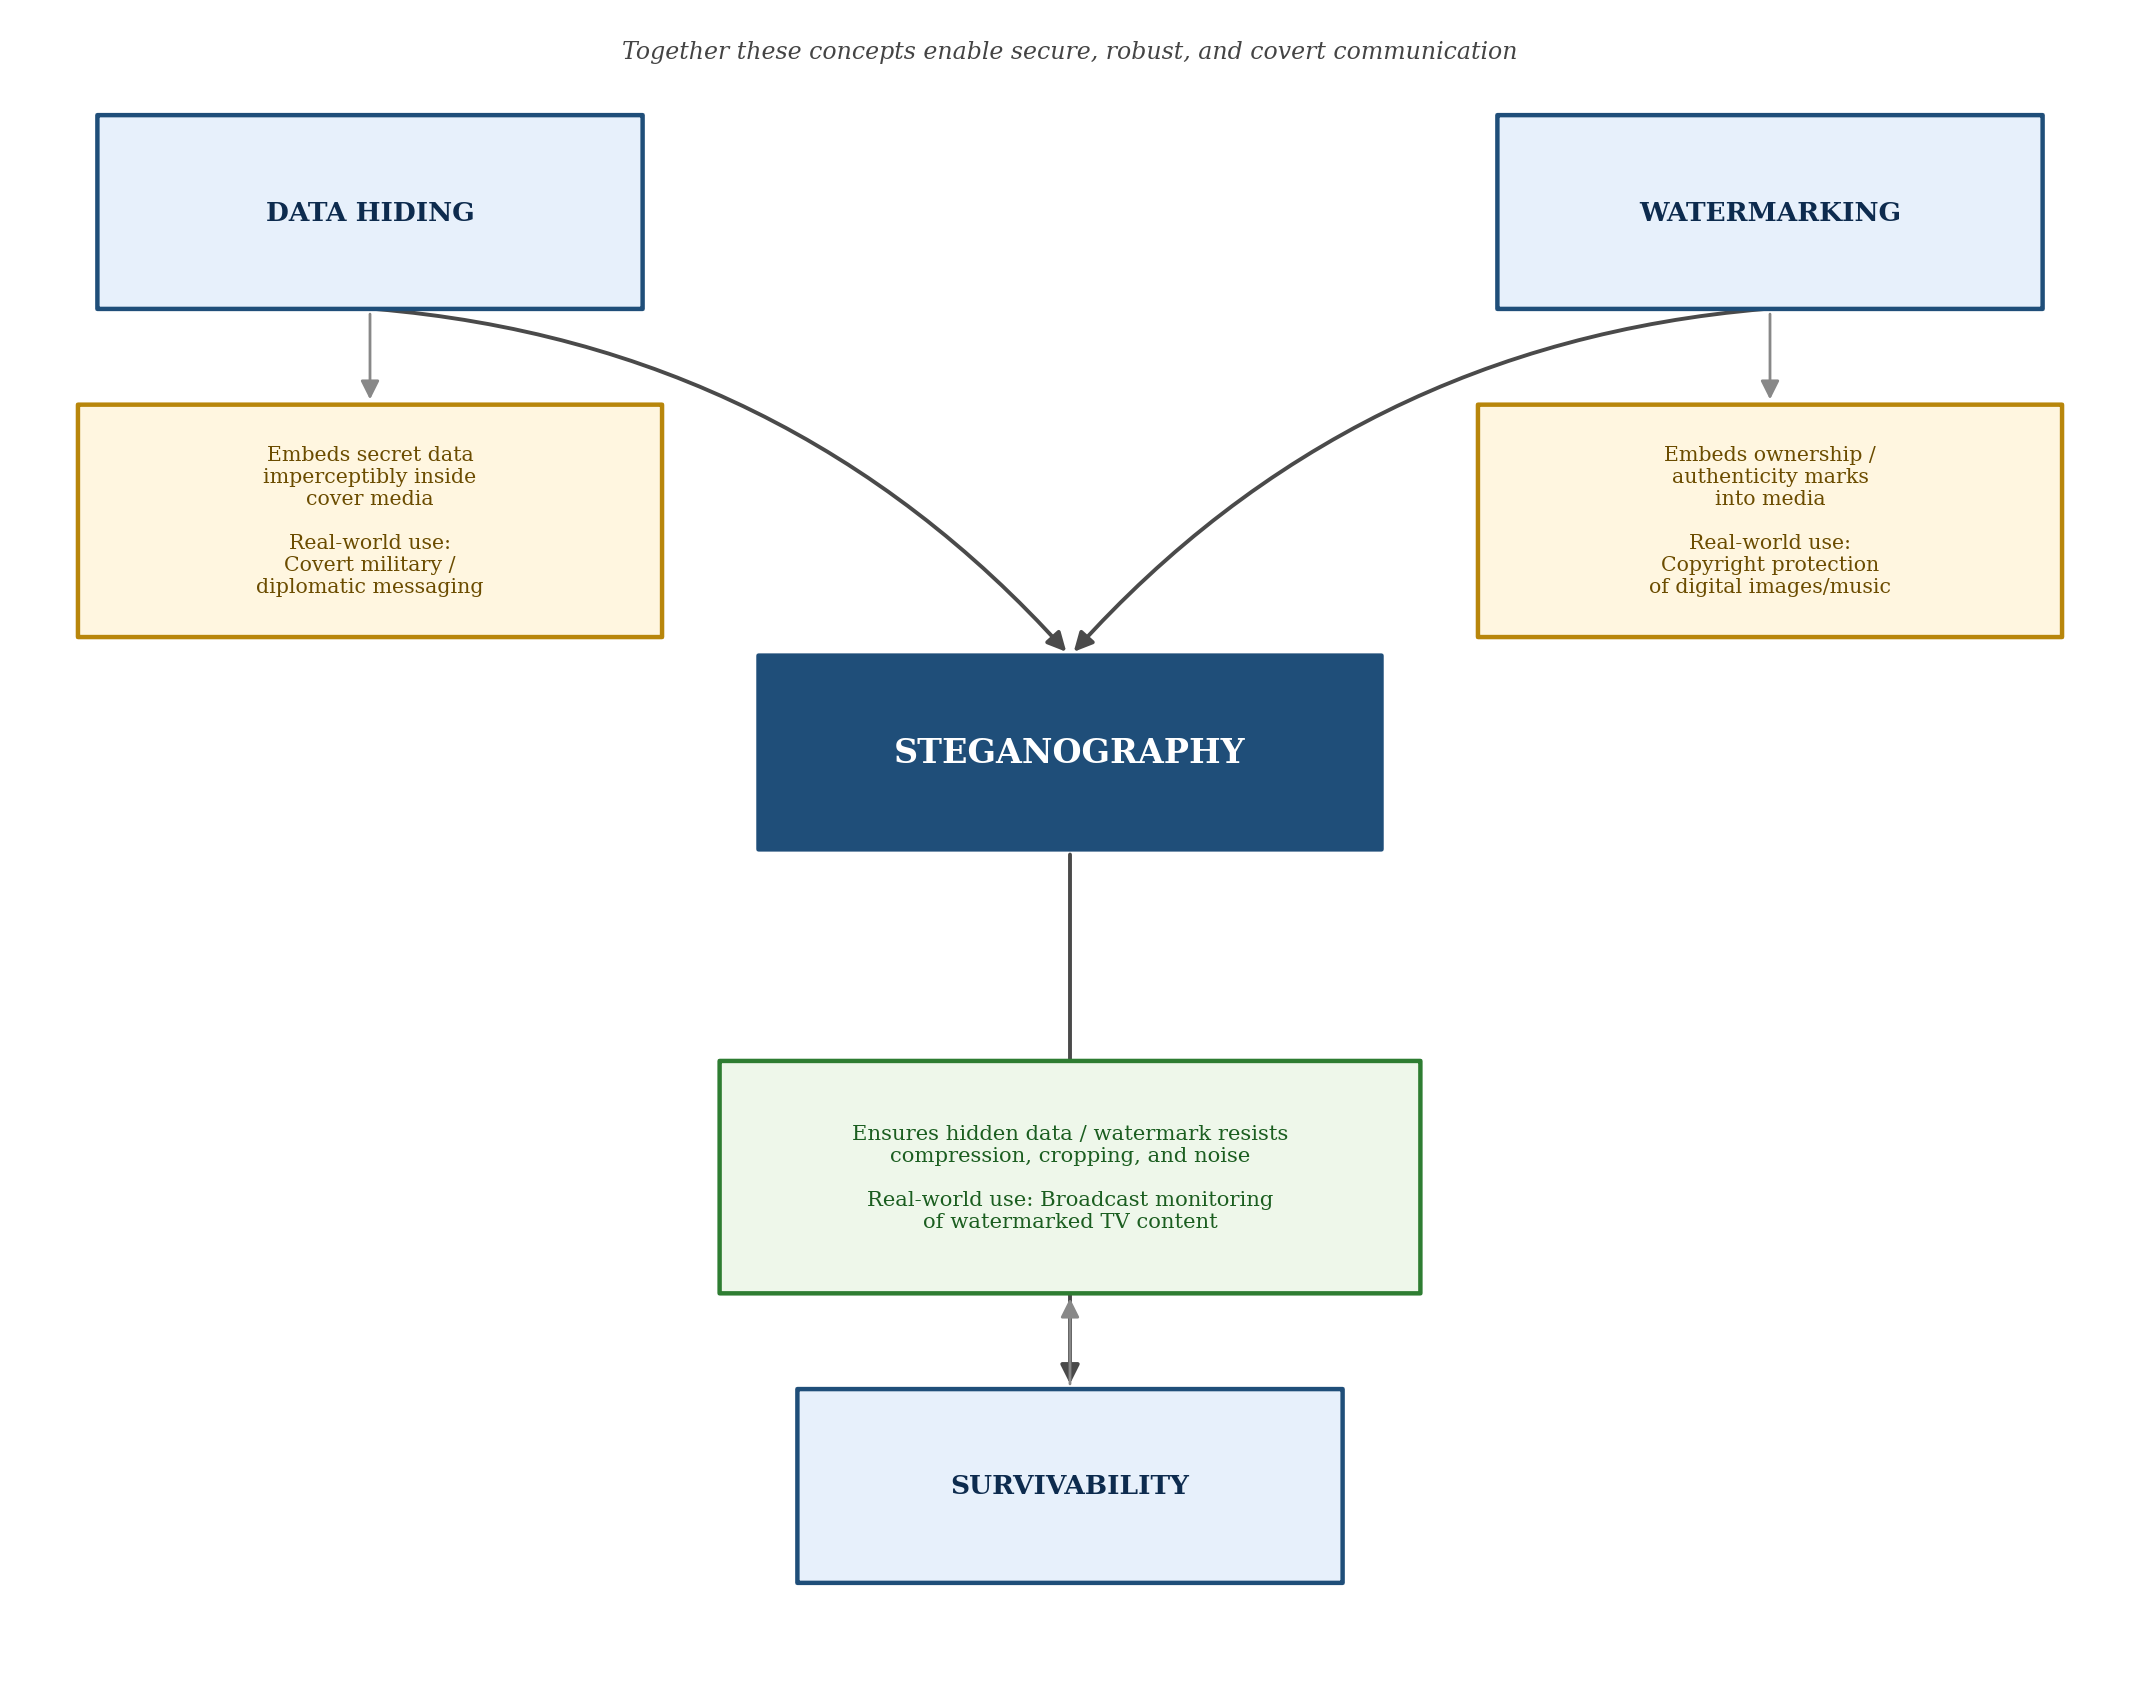 Together these concepts enable secure, robust, and covert communication
DATA HIDING
WATERMARKING
Embeds secret data
imperceptibly inside
cover media
Real-world use:
Covert military /
diplomatic messaging
Embeds ownership /
authenticity marks
into media
Real-world use:
Copyright protection
of digital images/music
STEGANOGRAPHY
Ensures hidden data / watermark resists
compression, cropping, and noise
Real-world use: Broadcast monitoring
of watermarked TV content
SURVIVABILITY